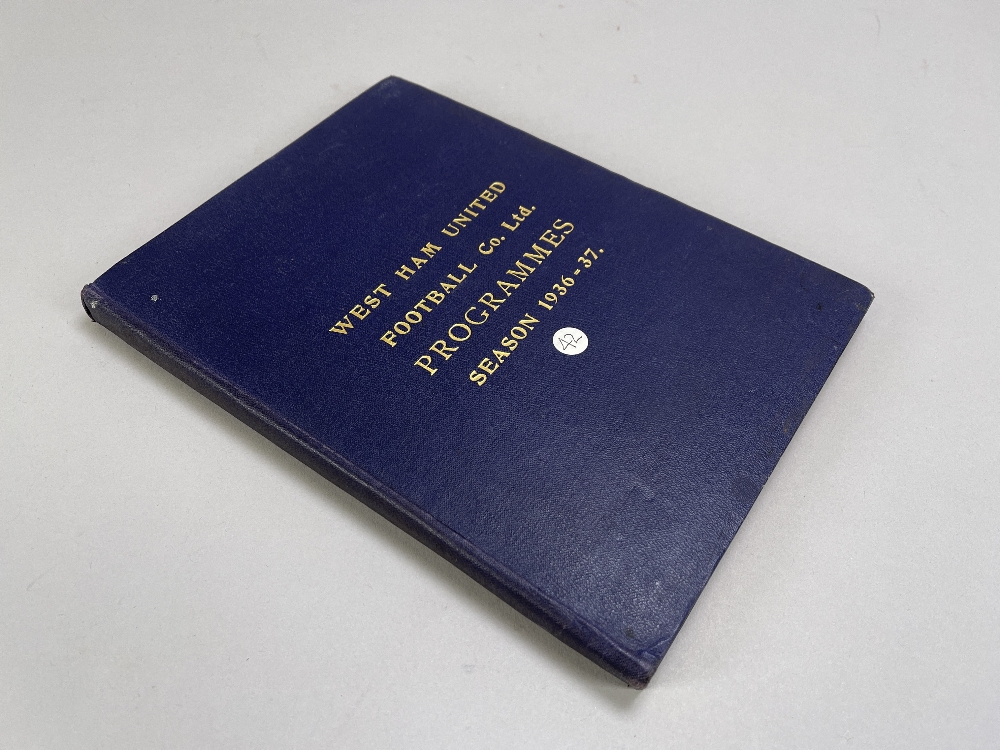 WEST HAM UNITED
FOOTBALL Co. Ltd.
PROGRAMMES
SEASON 1936-37.
42